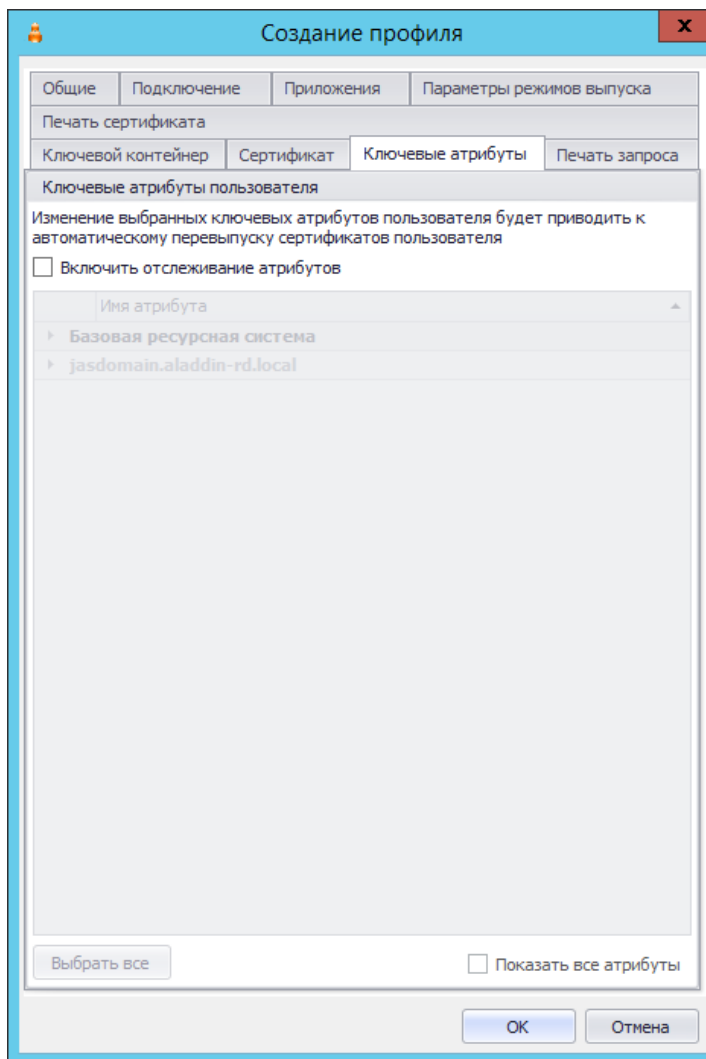 Создание профиля
x
Общие Подключение Приложения Параметры режимов выпуска
Печать сертификата
Ключевой контейнер Сертификат Ключевые атрибуты Печать запроса
Ключевые атрибуты пользователя
Изменение выбранных ключевых атрибутов пользователя будет приводить к
автоматическому перевыпуску сертификатов пользователя
Включить отслеживание атрибутов
Имя атрибута
Базовая ресурсная система
jasdomain.aladdin-rd.local
Выбрать все Показать все атрибуты
OK Отмена